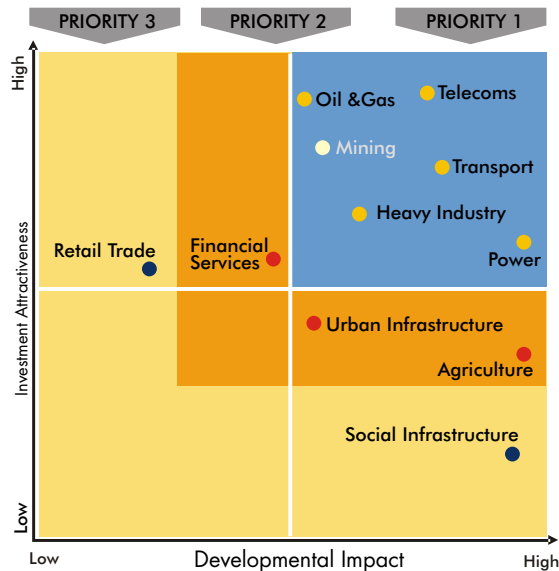 PRIORITY 3
PRIORITY 2
PRIORITY 1
High
Oil &Gas
Telecoms
Mining
Transport
Heavy Industry
Retail Trade
Financial
Services
Power
Investment Attractiveness
Urban Infrastructure
Agriculture
Social Infrastructure
Low
Low
Developmental Impact
High